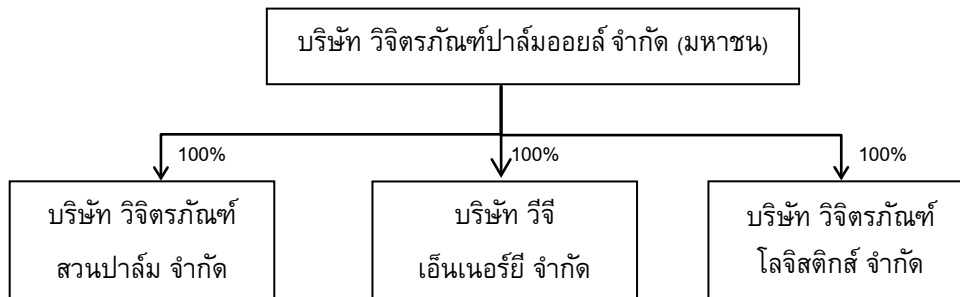 บริษัท วิจิตรภัณฑ์ปาล์มออยล์ จำกัด (มหาชน)
100%
100%
100%
บริษัท วิจิตรภัณฑ์
สวนปาล์ม จำกัด
บริษัท วีจี
เอ็นเนอร์ยี จำกัด
บริษัท วิจิตรภัณฑ์
โลจิสติกส์ จำกัด